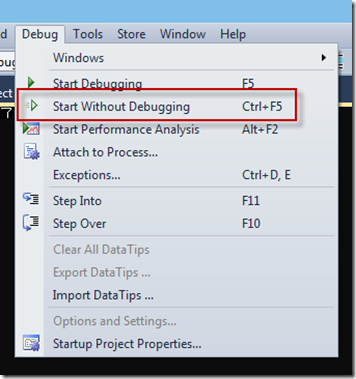 d Debug Tools Store Window Help
Windows
Start Debugging F5
Start Without Debugging Ctrl+F5
Start Performance Analysis Alt+F2
Attach to Process...
Exceptions... Ctrl+D, E
Step Into F11
Step Over F10
Clear All DataTips
Export DataTips ...
Import DataTips ...
Options and Settings...
Startup Project Properties...